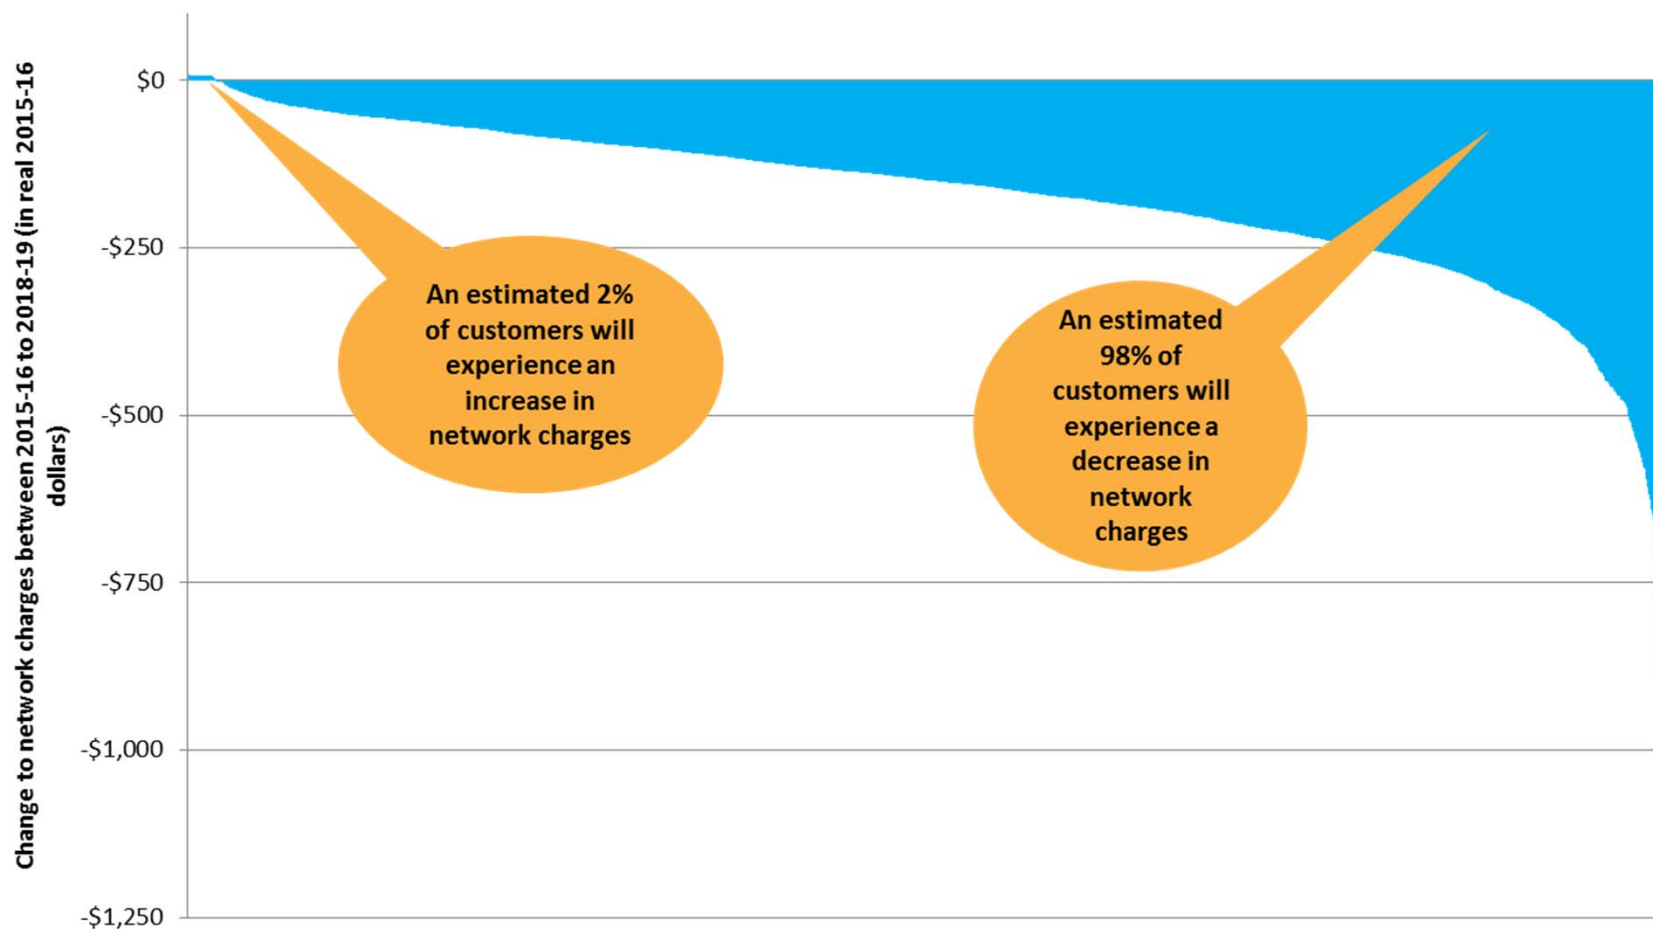 Change to network charges between 2015-16 to 2018-19 (in real 2015-16
dollars)
$0
-$250
-$500
-$750
-$1,000
-$1,250
An estimated 2%
of customers will
experience an
increase in
network charges
An estimated
98% of
customers will
experience a
decrease in
network
charges